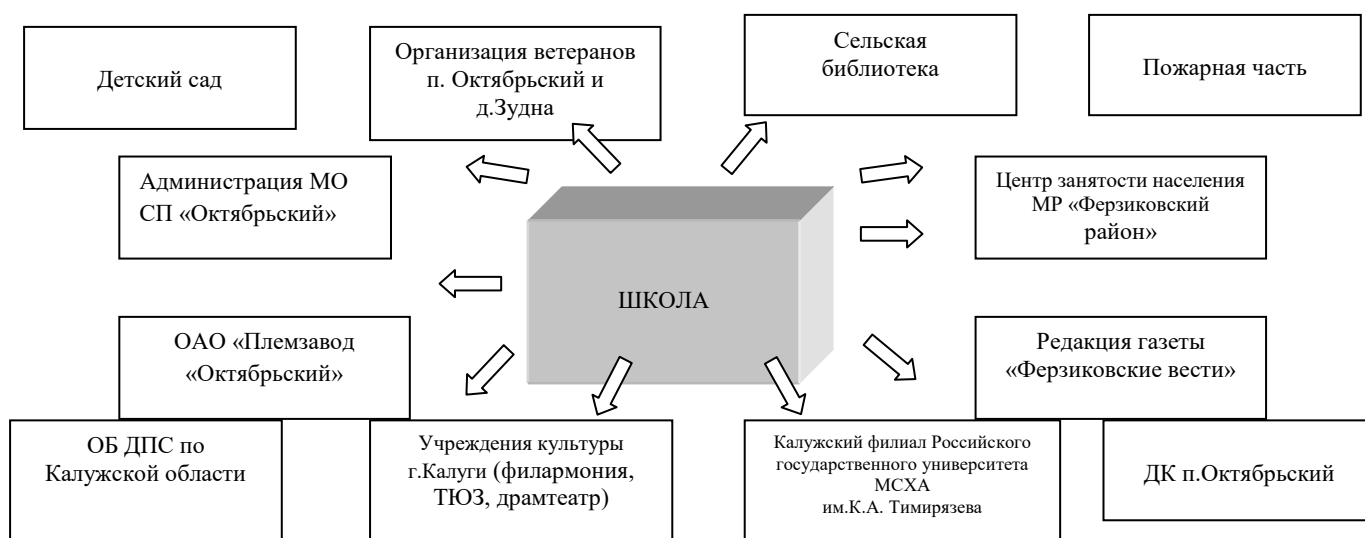 Детский сад
Организация ветеранов
п. Октябрьский и
д.Зудна
Сельская
библиотека
Пожарная часть
Администрация МО
СП «Октябрьский»
Центр занятости населения
МР «Ферзиковский
район»
ШКОЛА
ОАО «Племзавод
«Октябрьский»
Редакция газеты
«Ферзиковские вести»
ОБ ДПС по
Калужской области
Учреждения культуры
г.Калуги (филармония,
ТЮЗ, драмтеатр)
Калужский филиал Российского
государственного университета
МСХА
им.К.А. Тимирязева
ДК п.Октябрьский